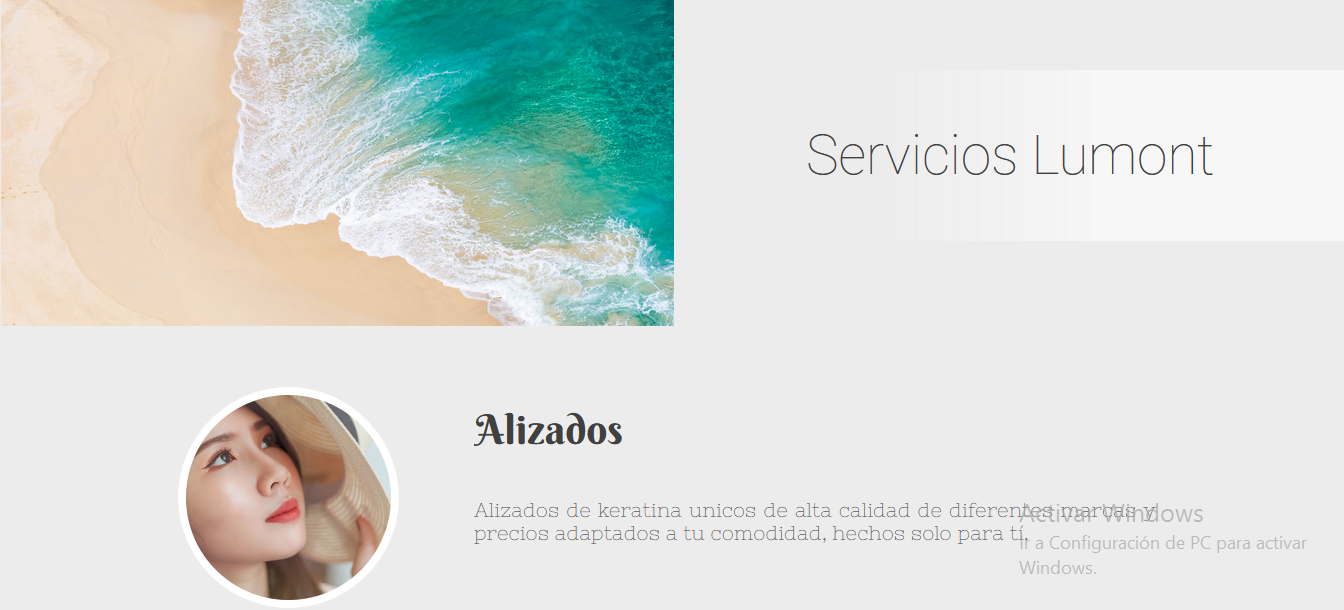 Servicios Lumont
Alizados
Alizados de keratina unicos de alta calidad de diferentes marcas y
precios adaptados a tu comodidad, hechos solo para tí.
Activar Windows
Ir a Configuración de PC para activar
Windows.